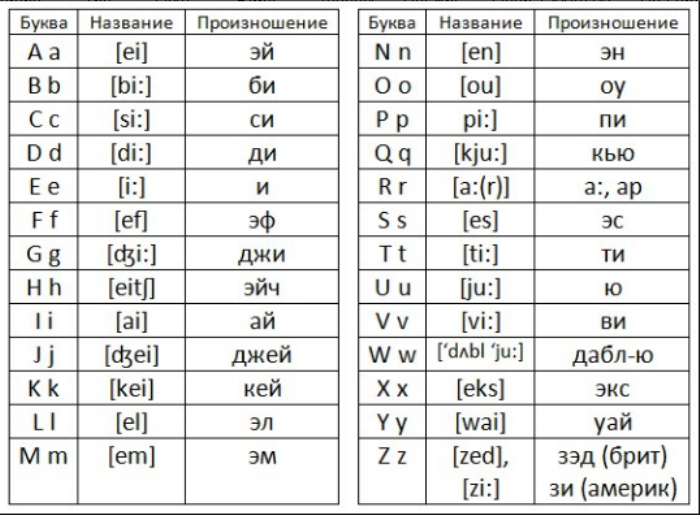 Буква Название Произношение
A a [ei] эй
B b [bi:] би
C c [si:] си
D d [di:] ди
E e [i:] и
F f [ef] эф
G g [ʤi:] джи
H h [eitʃ] эйч
I i [ai] ай
J j [ʤei] джей
K k [kei] кей
L l [el] эл
M m [em] эм
Буква Название Произношение
N n [en] эн
O o [ou] оу
P p pi:] пи
Q q [kju:] кью
R r [a:(r)] а:, ар
S s [es] эс
T t [ti:] ти
U u [ju:] ю
V v [vi:] ви
W w [‘dʌbl ‘ju:] дабл-ю
X x [eks] экс
Y y [wai] уай
Z z [zed], зэд (брит)
[zi:] зи (америк)